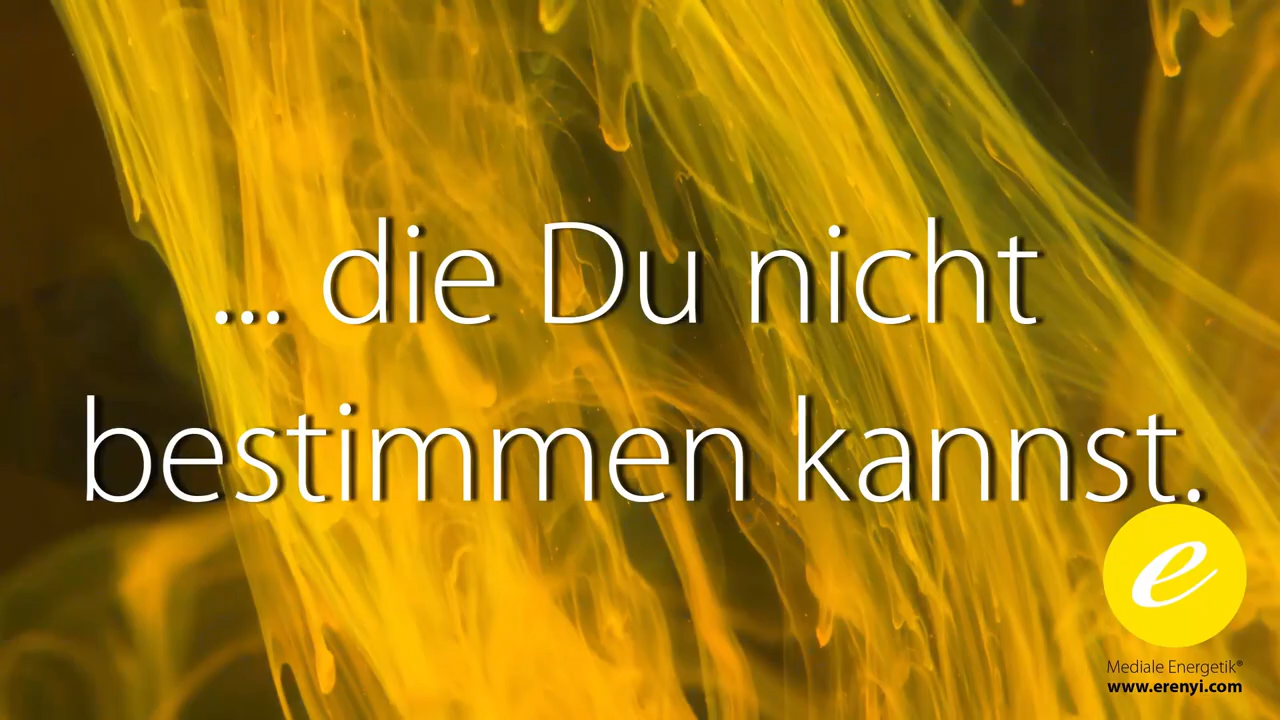 ... die Du nicht
bestimmen kannst.
e
Mediale Energetik®
www.erenyi.com